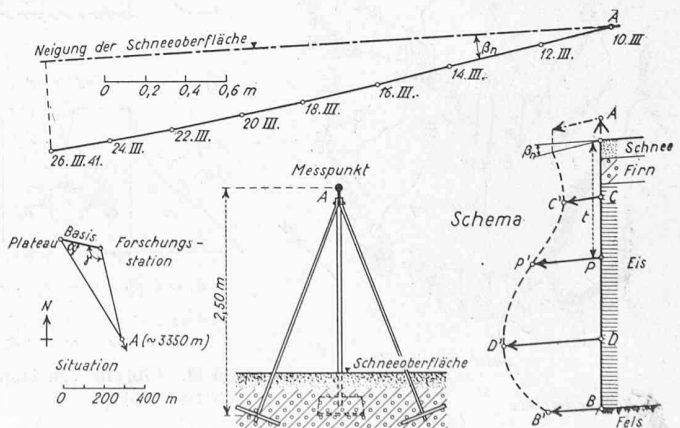 Neigung der Schneeoberfläche
βn
A
10.III
12.III.
14.III.
16.III.
18.III.
20 III.
22.III.
24.III.
26.III.41.
0 0,2 0,4 0,6 m
Messpunkt
A
2,50 m
Schneeoberfläche
Plateau
Basis
Forschungs-
station
β
γ
N
A (~3350 m)
Situation
0 200 400 m
Schema
A
βn
Schnee
Firn
C'
C
t
P'
P
Eis
D'
D
B'
B
Fels